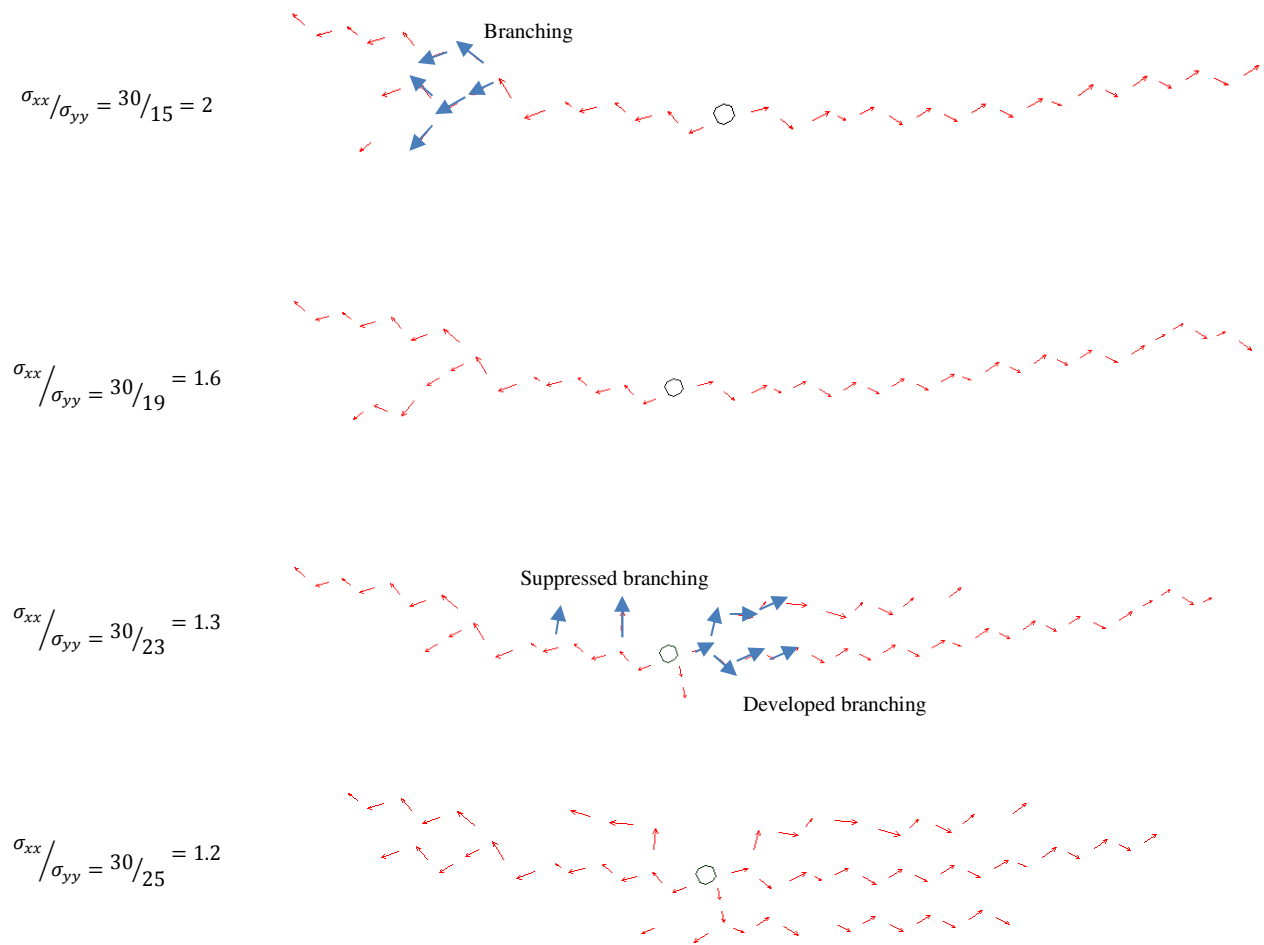 Branching
σxx/σyy = 30/15 = 2
σxx/σyy = 30/19 = 1.6
Suppressed branching
σxx/σyy = 30/23 = 1.3
Developed branching
σxx/σyy = 30/25 = 1.2